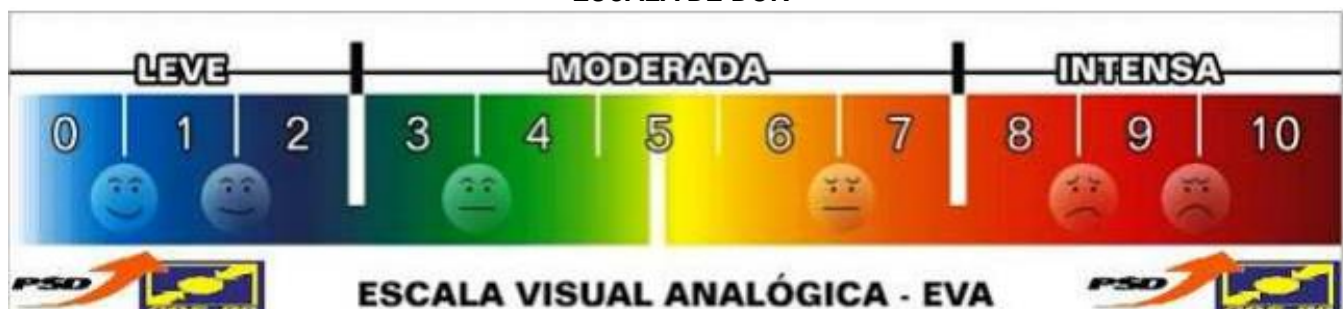 LEVE MODERADA INTENSA
0 1 2 3 4 5 6 7 8 9 10
PSD PSD
ESCALA VISUAL ANALÓGICA - EVA